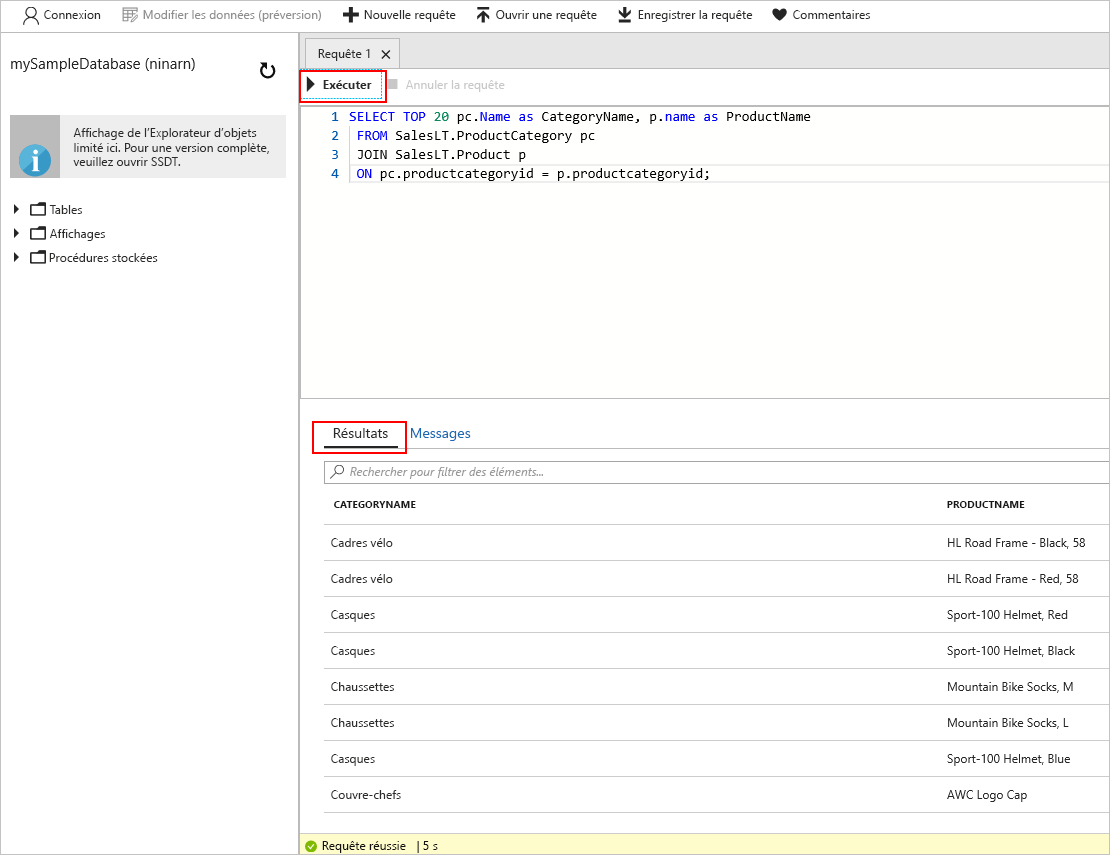 Connexion Modifier les données (préversion) Nouvelle requête Ouvrir une requête Enregistrer la requête Commentaires
mySampleDatabase (ninarn)
Affichage de l'Explorateur d'objets
limité ici. Pour une version complète,
veuillez ouvrir SSDT.
Tables
Affichages
Procédures stockées
Requête 1
Exécuter Annuler la requête
1 SELECT TOP 20 pc.Name as CategoryName, p.name as ProductName
2 FROM SalesLT.ProductCategory pc
3 JOIN SalesLT.Product p
4 ON pc.productcategoryid = p.productcategoryid;
Résultats Messages
Rechercher pour filtrer des éléments...
CATEGORYNAME PRODUCTNAME
Cadres vélo HL Road Frame - Black, 58
Cadres vélo HL Road Frame - Red, 58
Casques Sport-100 Helmet, Red
Casques Sport-100 Helmet, Black
Chaussettes Mountain Bike Socks, M
Chaussettes Mountain Bike Socks, L
Casques Sport-100 Helmet, Blue
Couvre-chefs AWC Logo Cap
Requête réussie | 5 s